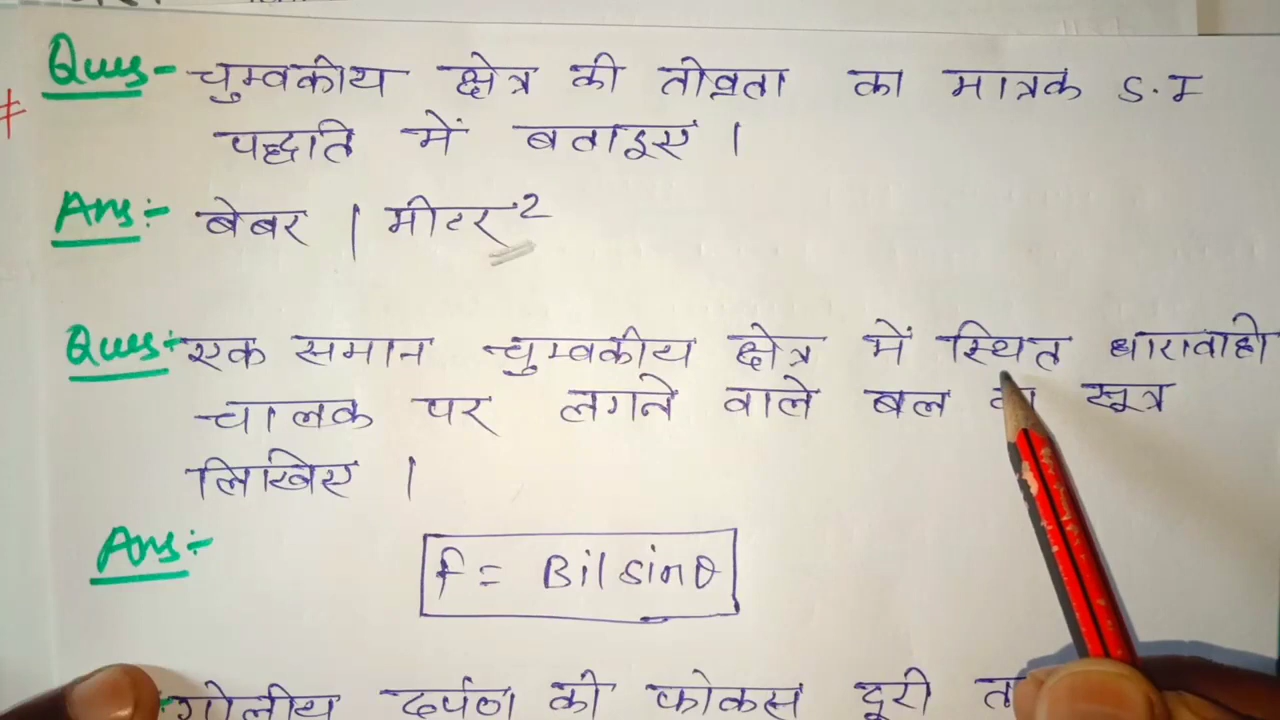 Ques- चुम्बकीय क्षेत्र की तीव्रता का मात्रक S.I
पद्धति में बताइए ।
Ans:- बेबर / मीटर²
Ques:- एक समान चुम्बकीय क्षेत्र में स्थित धारावाही
चालक पर लगने वाले बल का सूत्र
लिखिए ।
Ans:-
f = Bil sinθ
गोलीय दर्पण की फोकस दूरी